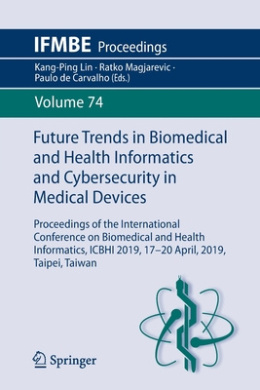 IFMBE Proceedings
Kang-Ping Lin · Ratko Magjarevic
Paulo de Carvalho (Eds.)
Volume 74
Future Trends in Biomedical
and Health Informatics
and Cybersecurity in
Medical Devices
Proceedings of the International
Conference on Biomedical and Health
Informatics, ICBHI 2019, 17–20 April, 2019,
Taipei, Taiwan
Springer